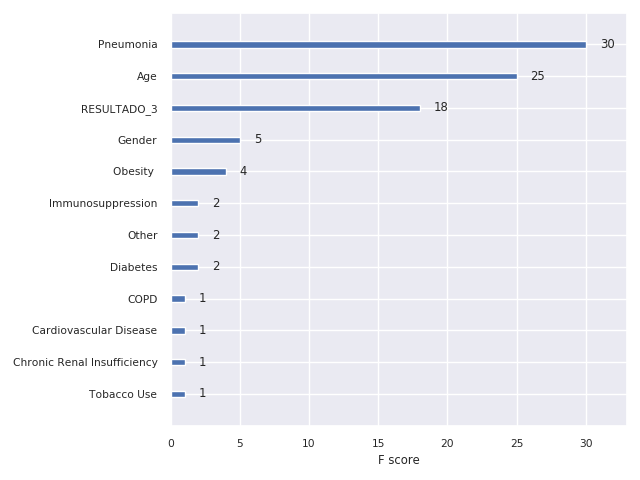 Pneumonia 30
Age 25
RESULTADO_3 18
Gender 5
Obesity 4
Immunosuppression 2
Other 2
Diabetes 2
COPD 1
Cardiovascular Disease 1
Chronic Renal Insufficiency 1
Tobacco Use 1
0 5 10 15 20 25 30
F score